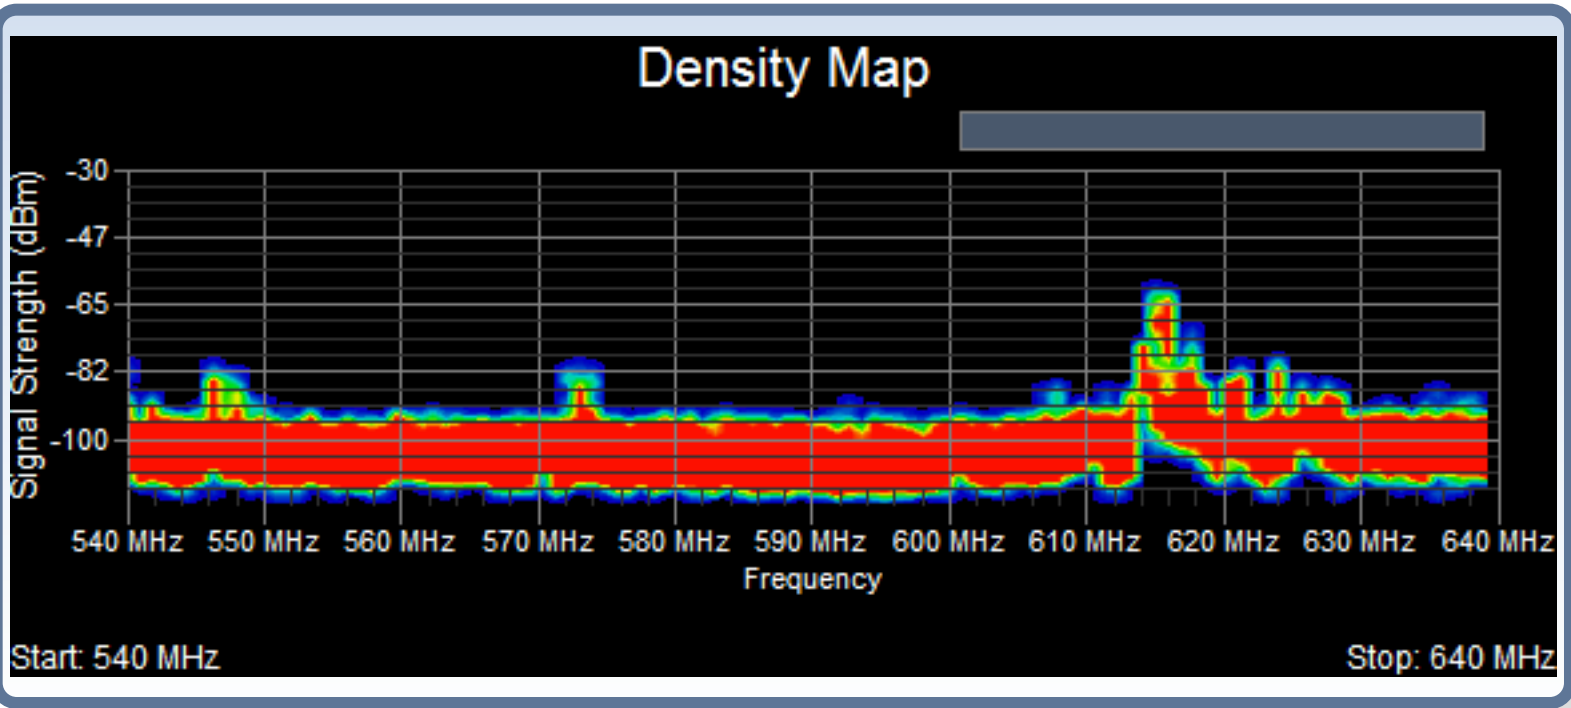 Density Map
Signal Strength (dBm)
-30
-47
-65
-82
-100
540 MHz 550 MHz 560 MHz 570 MHz 580 MHz 590 MHz 600 MHz 610 MHz 620 MHz 630 MHz 640 MHz
Frequency
Start: 540 MHz Stop: 640 MHz